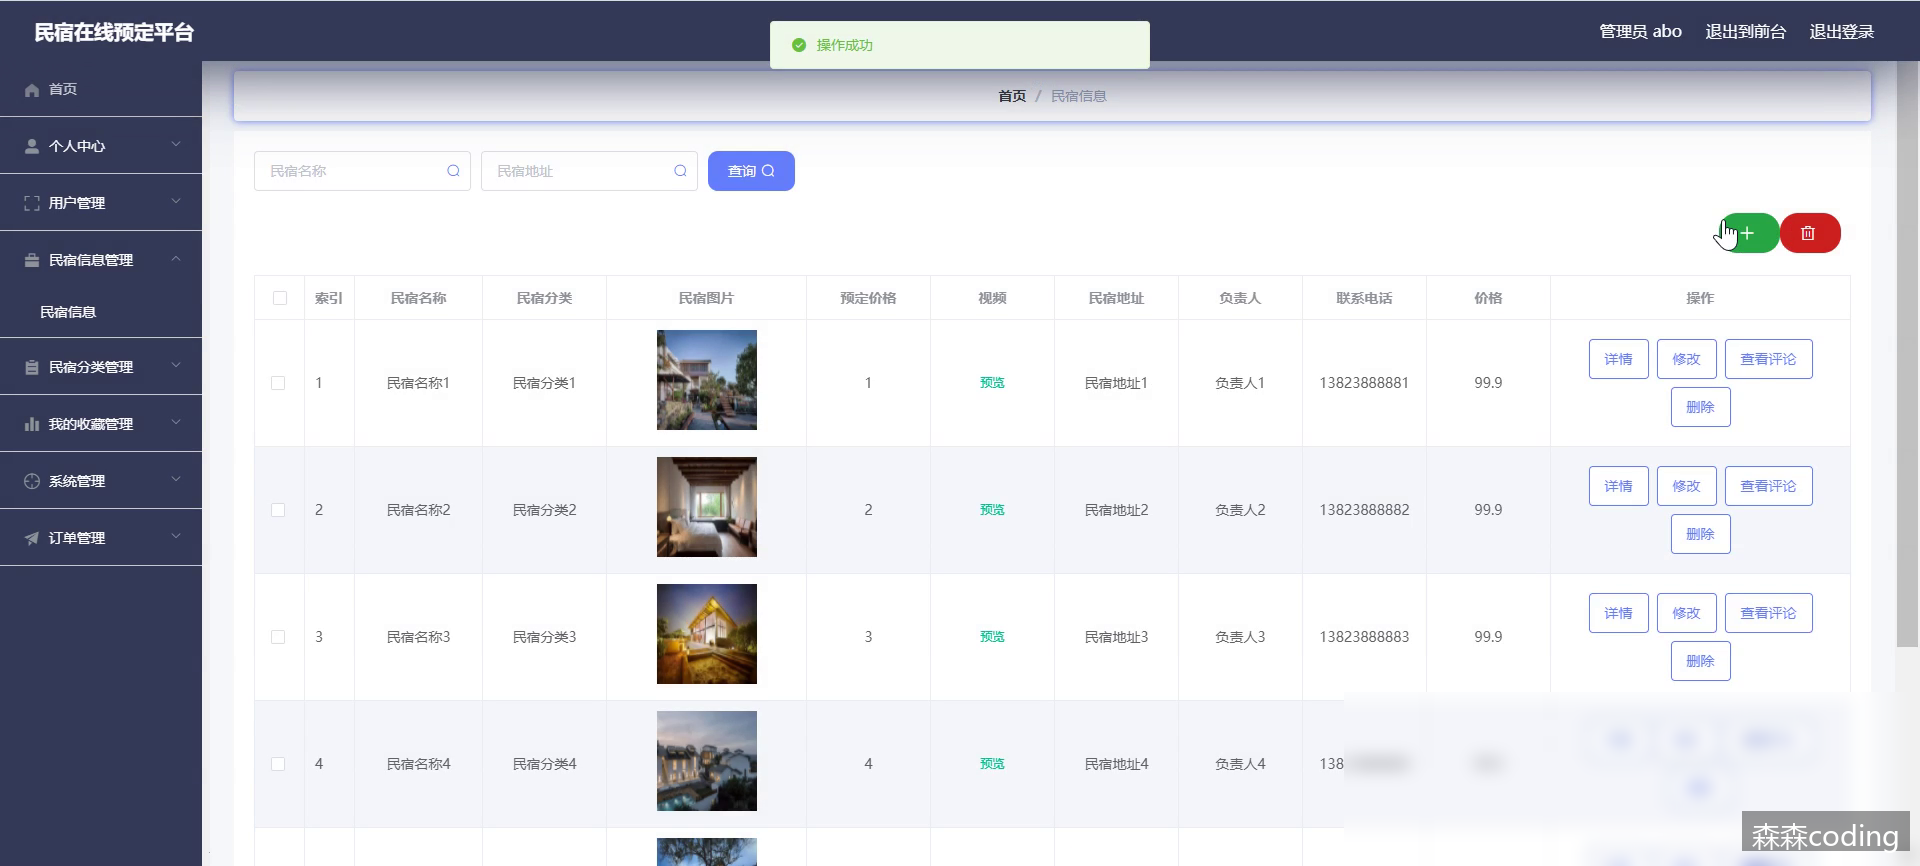 民宿在线预定平台
操作成功
管理员 abo
退出到前台
退出登录
首页
个人中心
用户管理
民宿信息管理
民宿信息
民宿分类管理
我的收藏管理
系统管理
订单管理
首页 / 民宿信息
民宿名称
民宿地址
查询
索引 民宿名称 民宿分类 民宿图片 预定价格 视频 民宿地址 负责人 联系电话 价格 操作
1 民宿名称1 民宿分类1 1 预览 民宿地址1 负责人1 13823888881 99.9 详情 修改 查看评论
删除
2 民宿名称2 民宿分类2 2 预览 民宿地址2 负责人2 13823888882 99.9 详情 修改 查看评论
删除
3 民宿名称3 民宿分类3 3 预览 民宿地址3 负责人3 13823888883 99.9 详情 修改 查看评论
删除
4 民宿名称4 民宿分类4 4 预览 民宿地址4 负责人4 138
森森coding